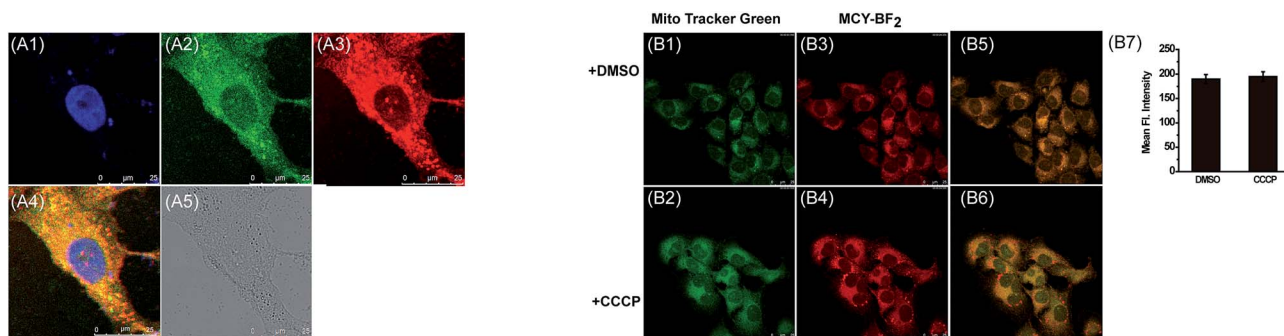 (A1)
(A2)
(A3)
0 µm 25
0 µm 25
0 µm 25
(A4)
(A5)
0 µm 25
0 µm 25
Mito Tracker Green
MCY-BF2
+DMSO
(B1)
(B3)
(B5)
(B7)
250
200
150
100
50
0
Mean Fl. Intensity
DMSO
CCCP
+CCCP
(B2)
(B4)
(B6)